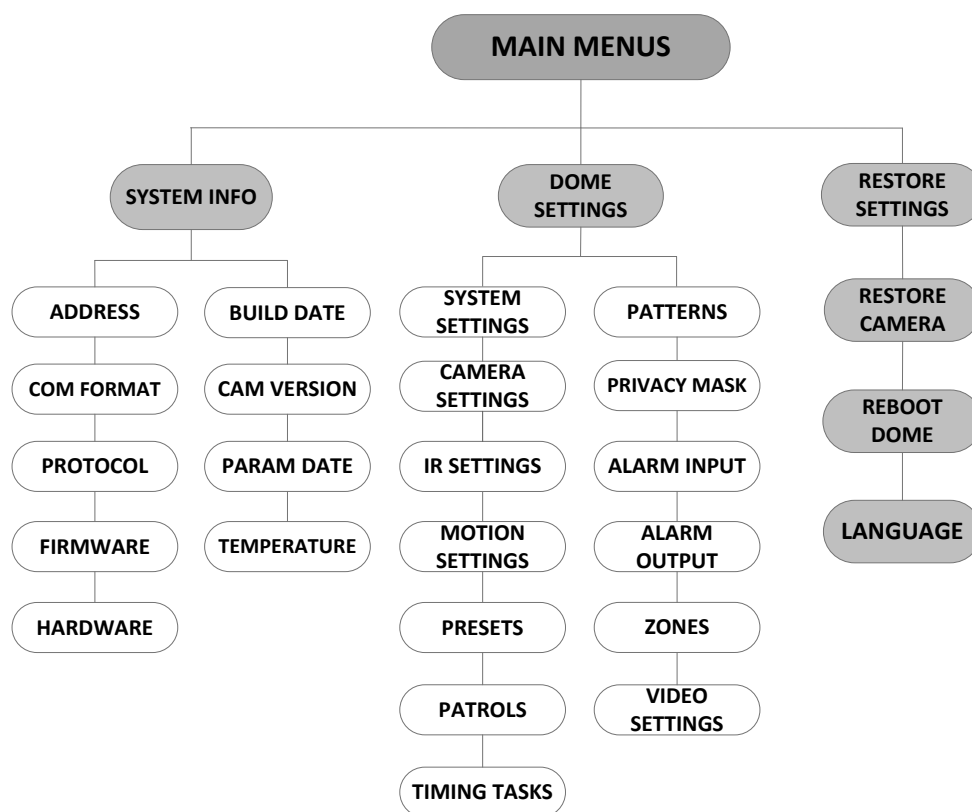 MAIN MENUS
SYSTEM INFO
DOME
SETTINGS
RESTORE
SETTINGS
ADDRESS
COM FORMAT
PROTOCOL
FIRMWARE
HARDWARE
BUILD DATE
CAM VERSION
PARAM DATE
TEMPERATURE
SYSTEM
SETTINGS
CAMERA
SETTINGS
IR SETTINGS
MOTION
SETTINGS
PRESETS
PATROLS
TIMING TASKS
PATTERNS
PRIVACY MASK
ALARM INPUT
ALARM
OUTPUT
ZONES
VIDEO
SETTINGS
RESTORE
CAMERA
REBOOT
DOME
LANGUAGE